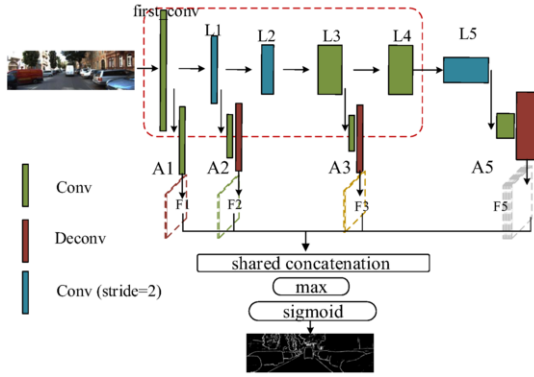 first_conv
L1
L2
L3
L4
L5
A1
A2
A3
A5
F1
F2
F3
F5
Conv
Deconv
Conv (stride=2)
shared concatenation
max
sigmoid